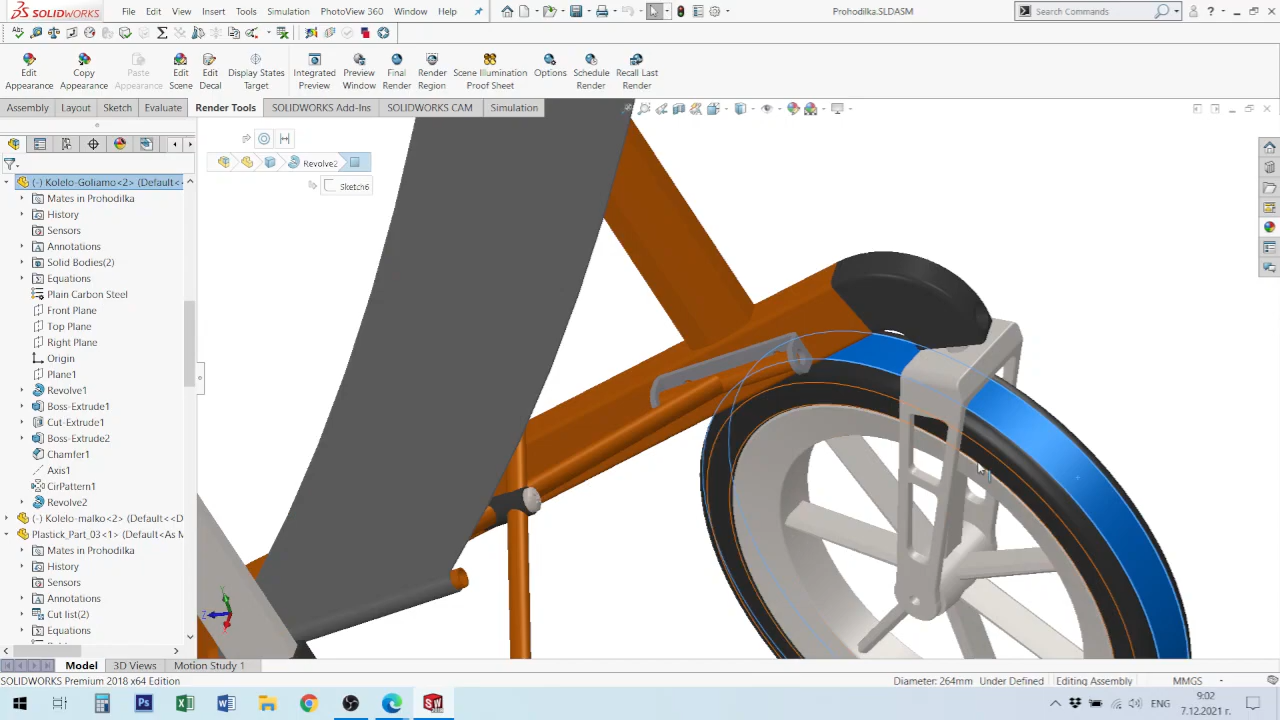 SOLIDWORKS
File Edit View Insert Tools Simulation PhotoView 360 Window Help
Prohodilka.SLDASM
Search Commands
Edit Appearance
Copy Appearance
Paste Appearance
Edit Scene
Edit Decal
Display States Target
Integrated Preview
Preview Window
Final Render
Render Region
Scene Illumination Proof Sheet
Options
Schedule Render
Recall Last Render
Assembly Layout Sketch Evaluate Render Tools SOLIDWORKS Add-Ins SOLIDWORKS CAM Simulation
Revolve2
Sketch6
(-) Kolelo-Goliamo<2> (Default<<
Mates in Prohodilka
History
Sensors
Annotations
Solid Bodies(2)
Equations
Plain Carbon Steel
Front Plane
Top Plane
Right Plane
Origin
Plane1
Revolve1
Boss-Extrude1
Cut-Extrude1
Boss-Extrude2
Chamfer1
Axis1
CirPattern1
Revolve2
(-) Kolelo-malko<2> (Default<<D
Plastick_Part_03<1> (Default<As M
Mates in Prohodilka
History
Sensors
Annotations
Cut list(2)
Equations
Y
Z
Model 3D Views Motion Study 1
SOLIDWORKS Premium 2018 x64 Edition
Diameter: 264mm Under Defined Editing Assembly MMGS
ENG
9:02
7.12.2021 г.